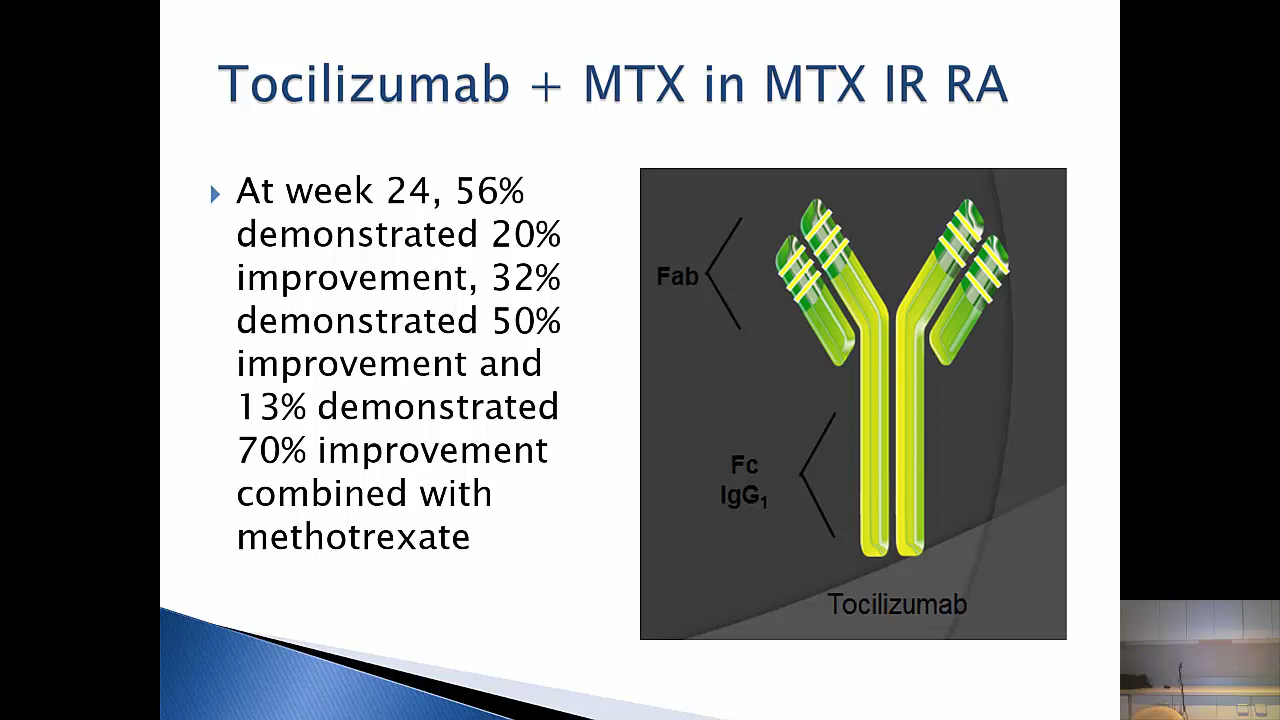 Tocilizumab + MTX in MTX IR RA
At week 24, 56%
demonstrated 20%
improvement, 32%
demonstrated 50%
improvement and
13% demonstrated
70% improvement
combined with
methotrexate
Fab
Fc
IgG₁
Tocilizumab